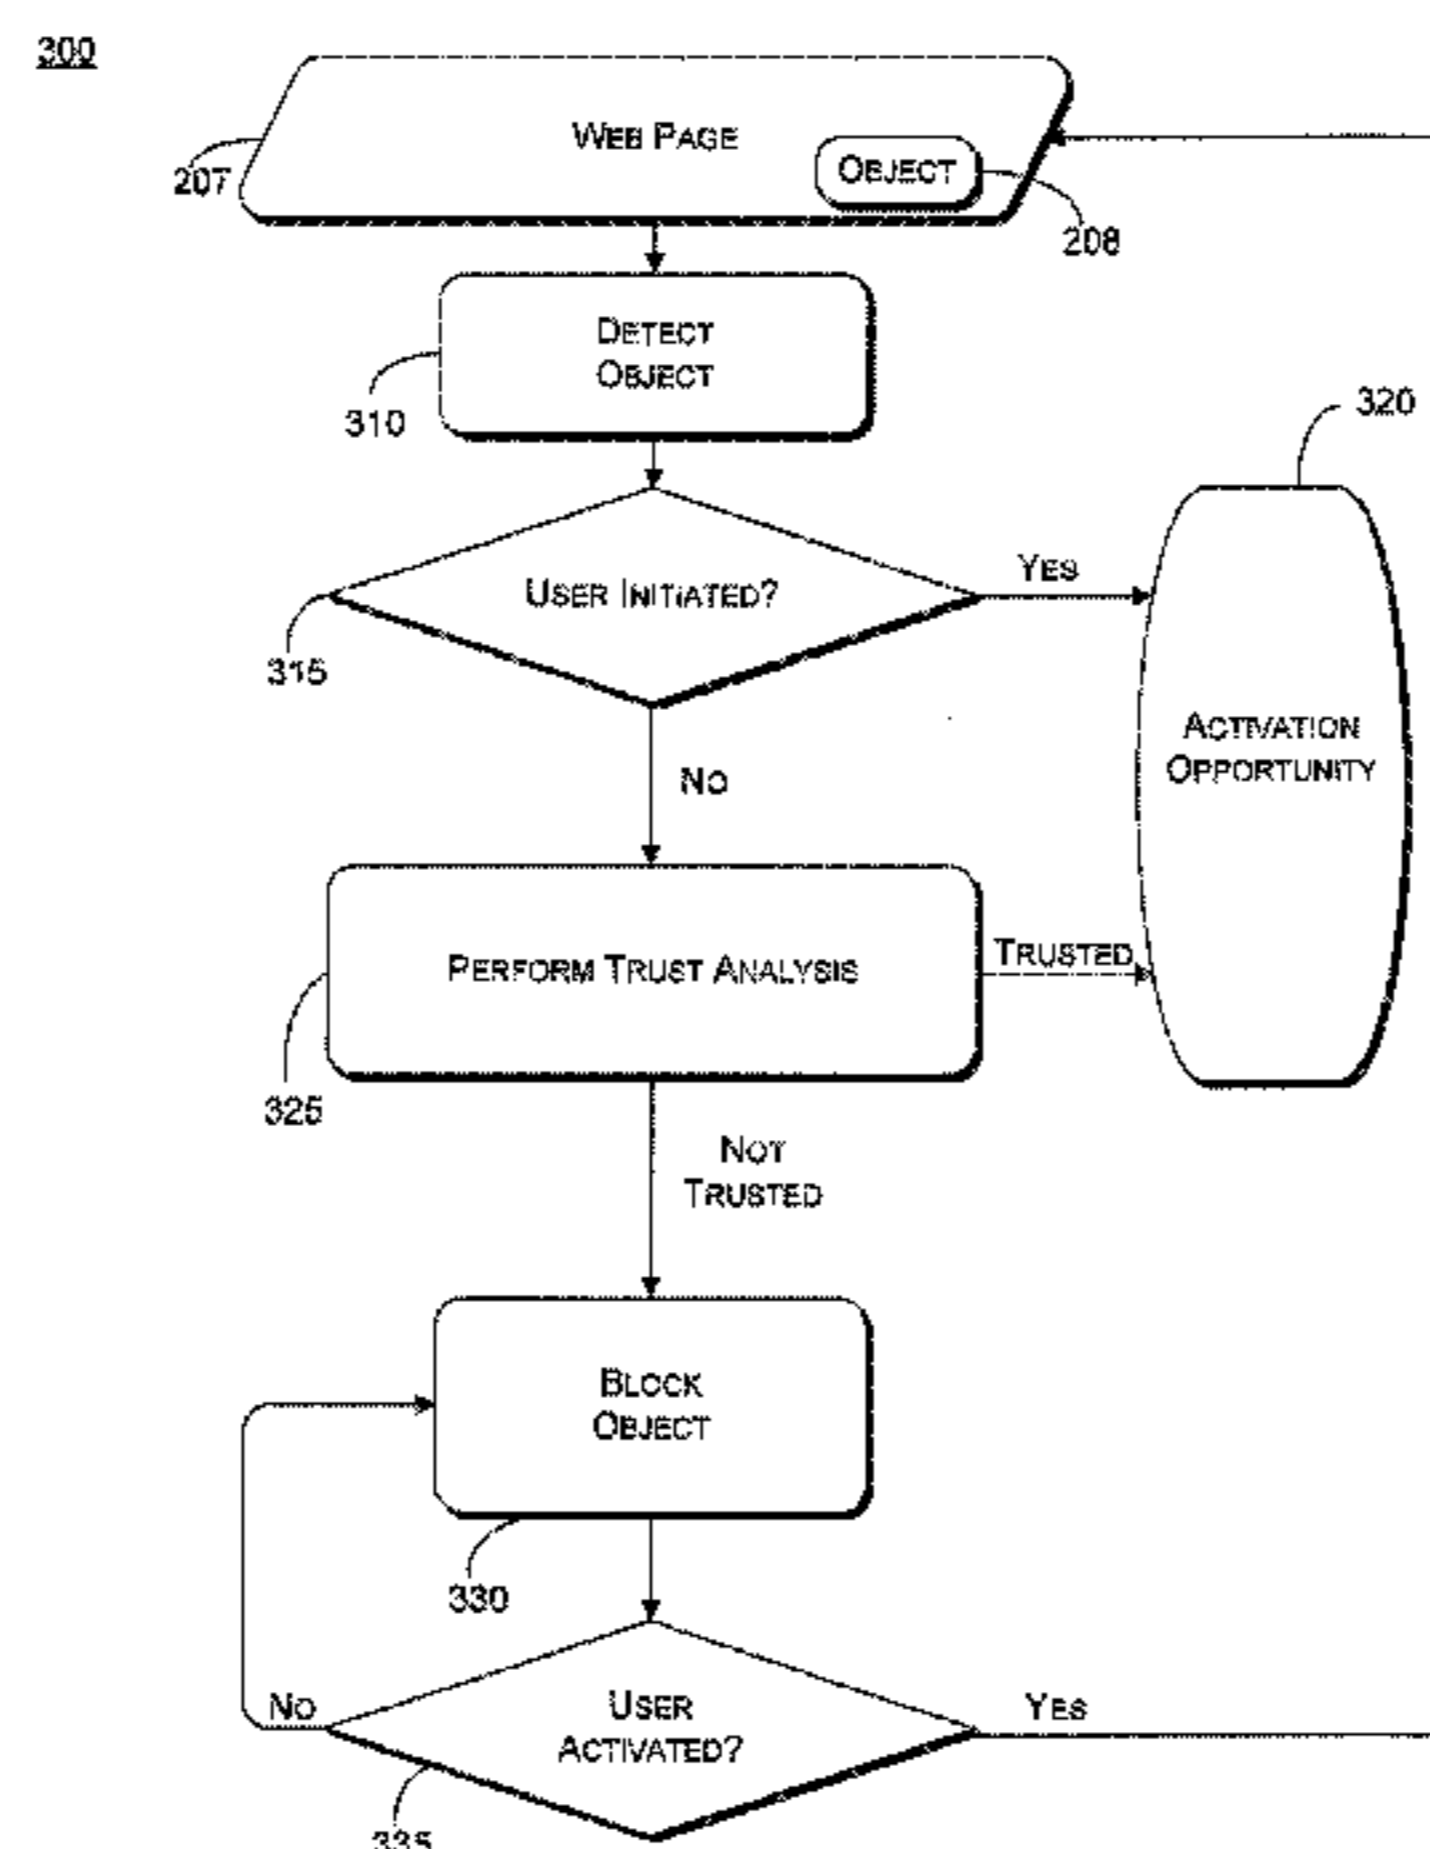 300
WEB PAGE
OBJECT
207
208
DETECT
OBJECT
310
320
USER INITIATED?
YES
315
ACTIVATION
OPPORTUNITY
NO
PERFORM TRUST ANALYSIS
TRUSTED
325
NOT
TRUSTED
BLOCK
OBJECT
330
NO
USER
ACTIVATED?
YES
335